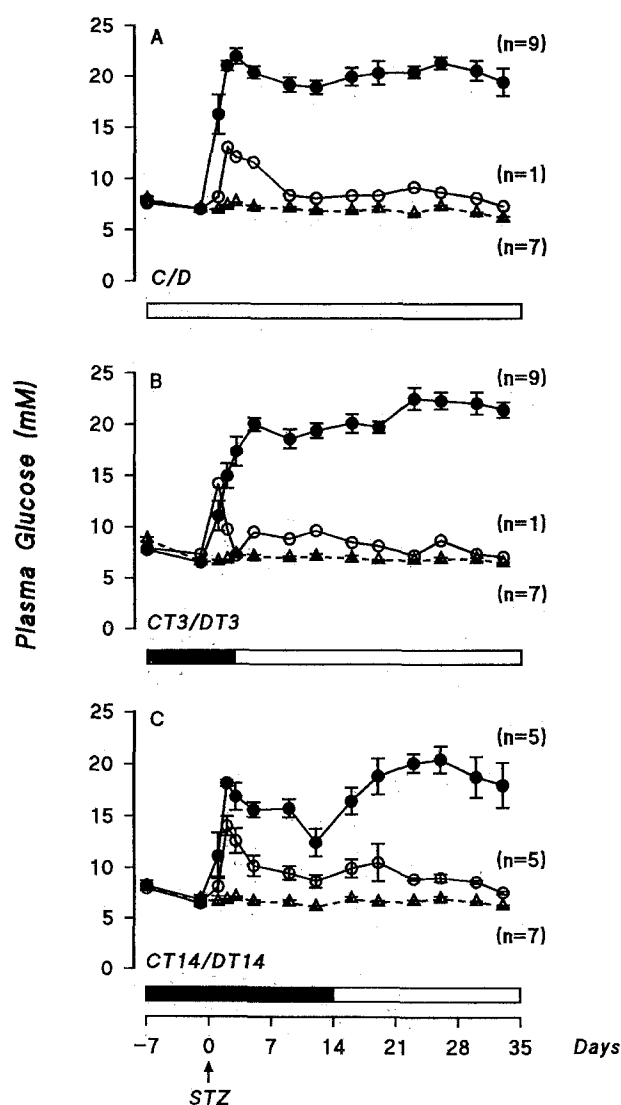 A
(n=9)
25
20
15
10
5
0
(n=1)
(n=7)
C/D
B
(n=9)
25
20
15
10
5
0
(n=1)
(n=7)
CT3/DT3
Plasma Glucose (mM)
C
(n=5)
25
20
15
10
5
0
(n=5)
(n=7)
CT14/DT14
-7 0 7 14 21 28 35 Days
STZ